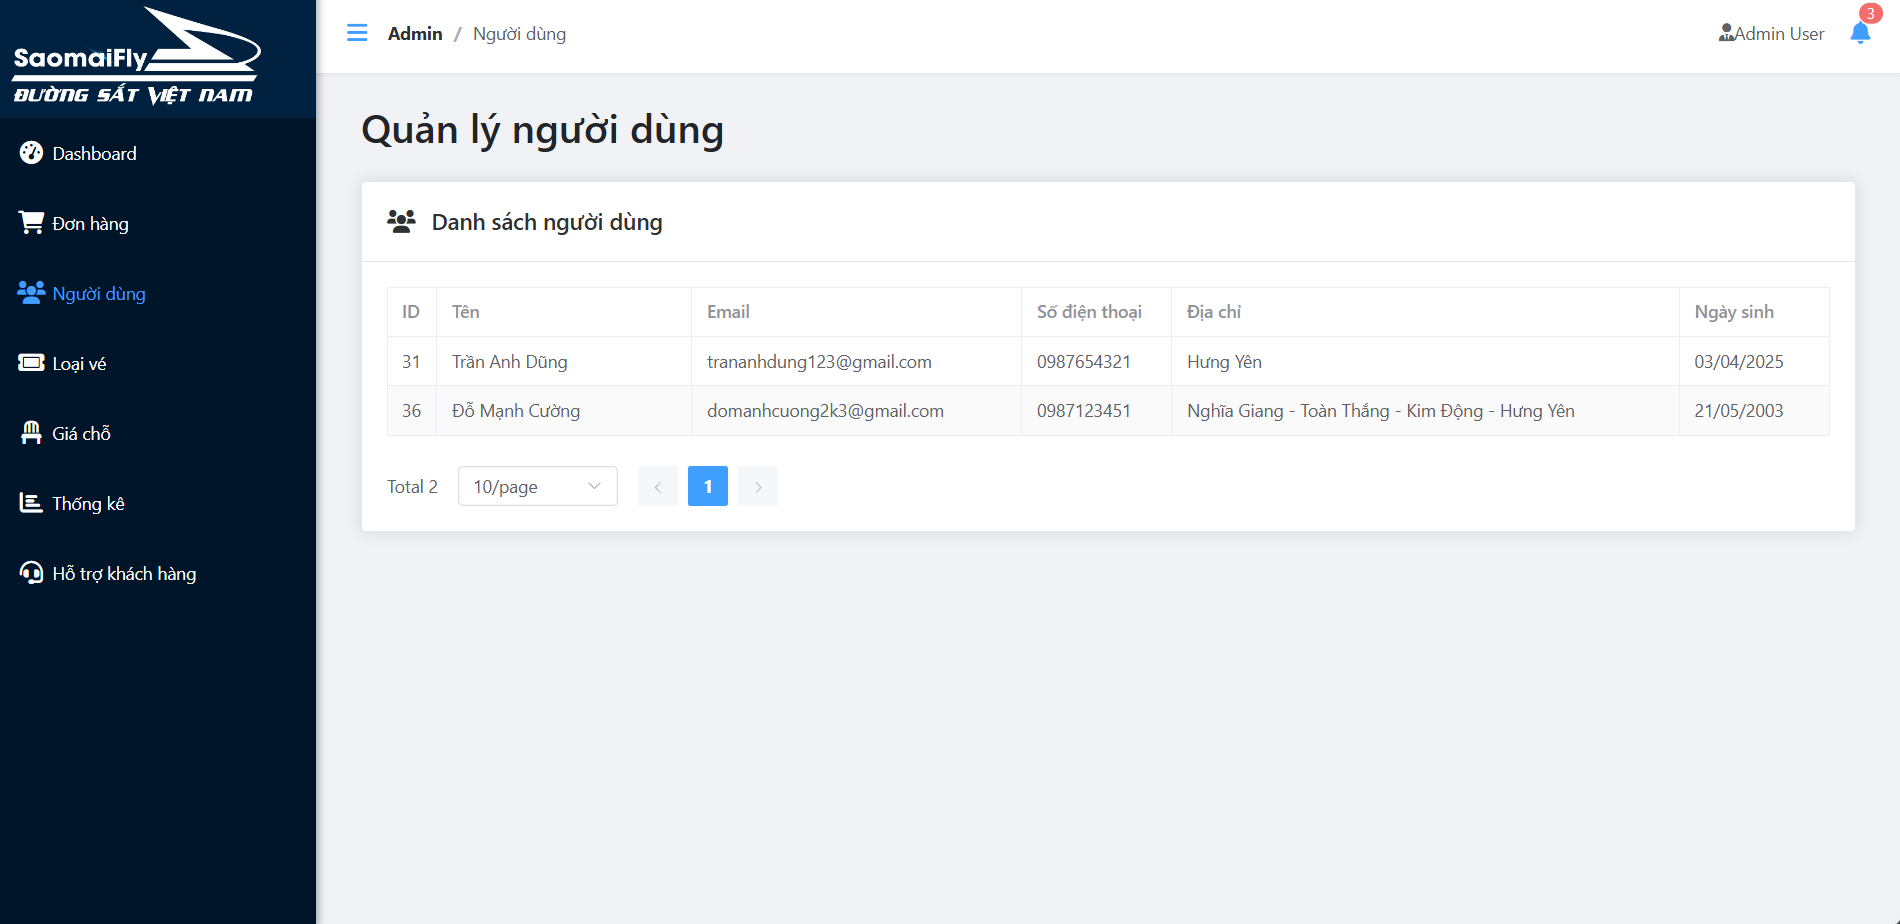 SaomaiFly
ĐƯỜNG SẮT VIỆT NAM
Dashboard
Đơn hàng
Người dùng
Loại vé
Giá chỗ
Thống kê
Hỗ trợ khách hàng
Admin / Người dùng
Admin User
3
Quản lý người dùng
Danh sách người dùng
ID Tên Email Số điện thoại Địa chỉ Ngày sinh
31 Trần Anh Dũng trananhdung123@gmail.com 0987654321 Hưng Yên 03/04/2025
36 Đỗ Mạnh Cường domanhcuong2k3@gmail.com 0987123451 Nghĩa Giang - Toàn Thắng - Kim Động - Hưng Yên 21/05/2003
Total 2 10/page 1